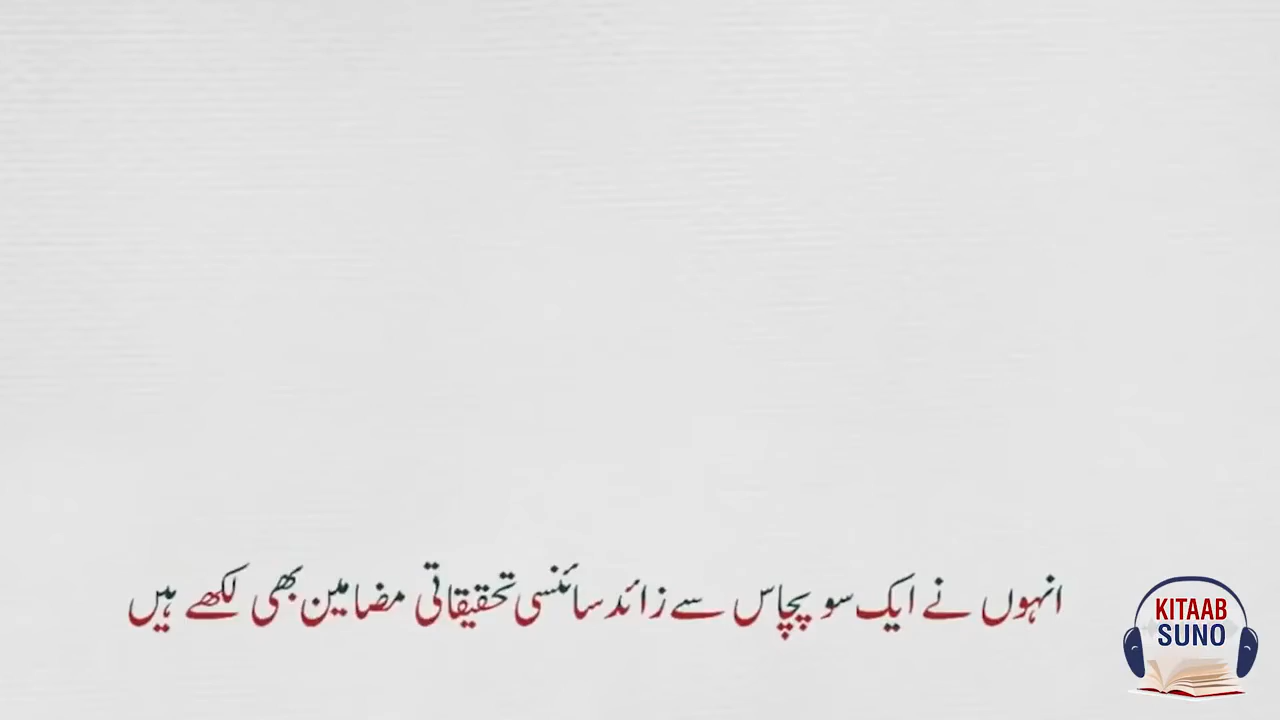 انہوں نے ایک سو پچاس سے زائد سائنسی تحقیقاتی مضامین بھی لکھے ہیں
KITAAB
SUNO